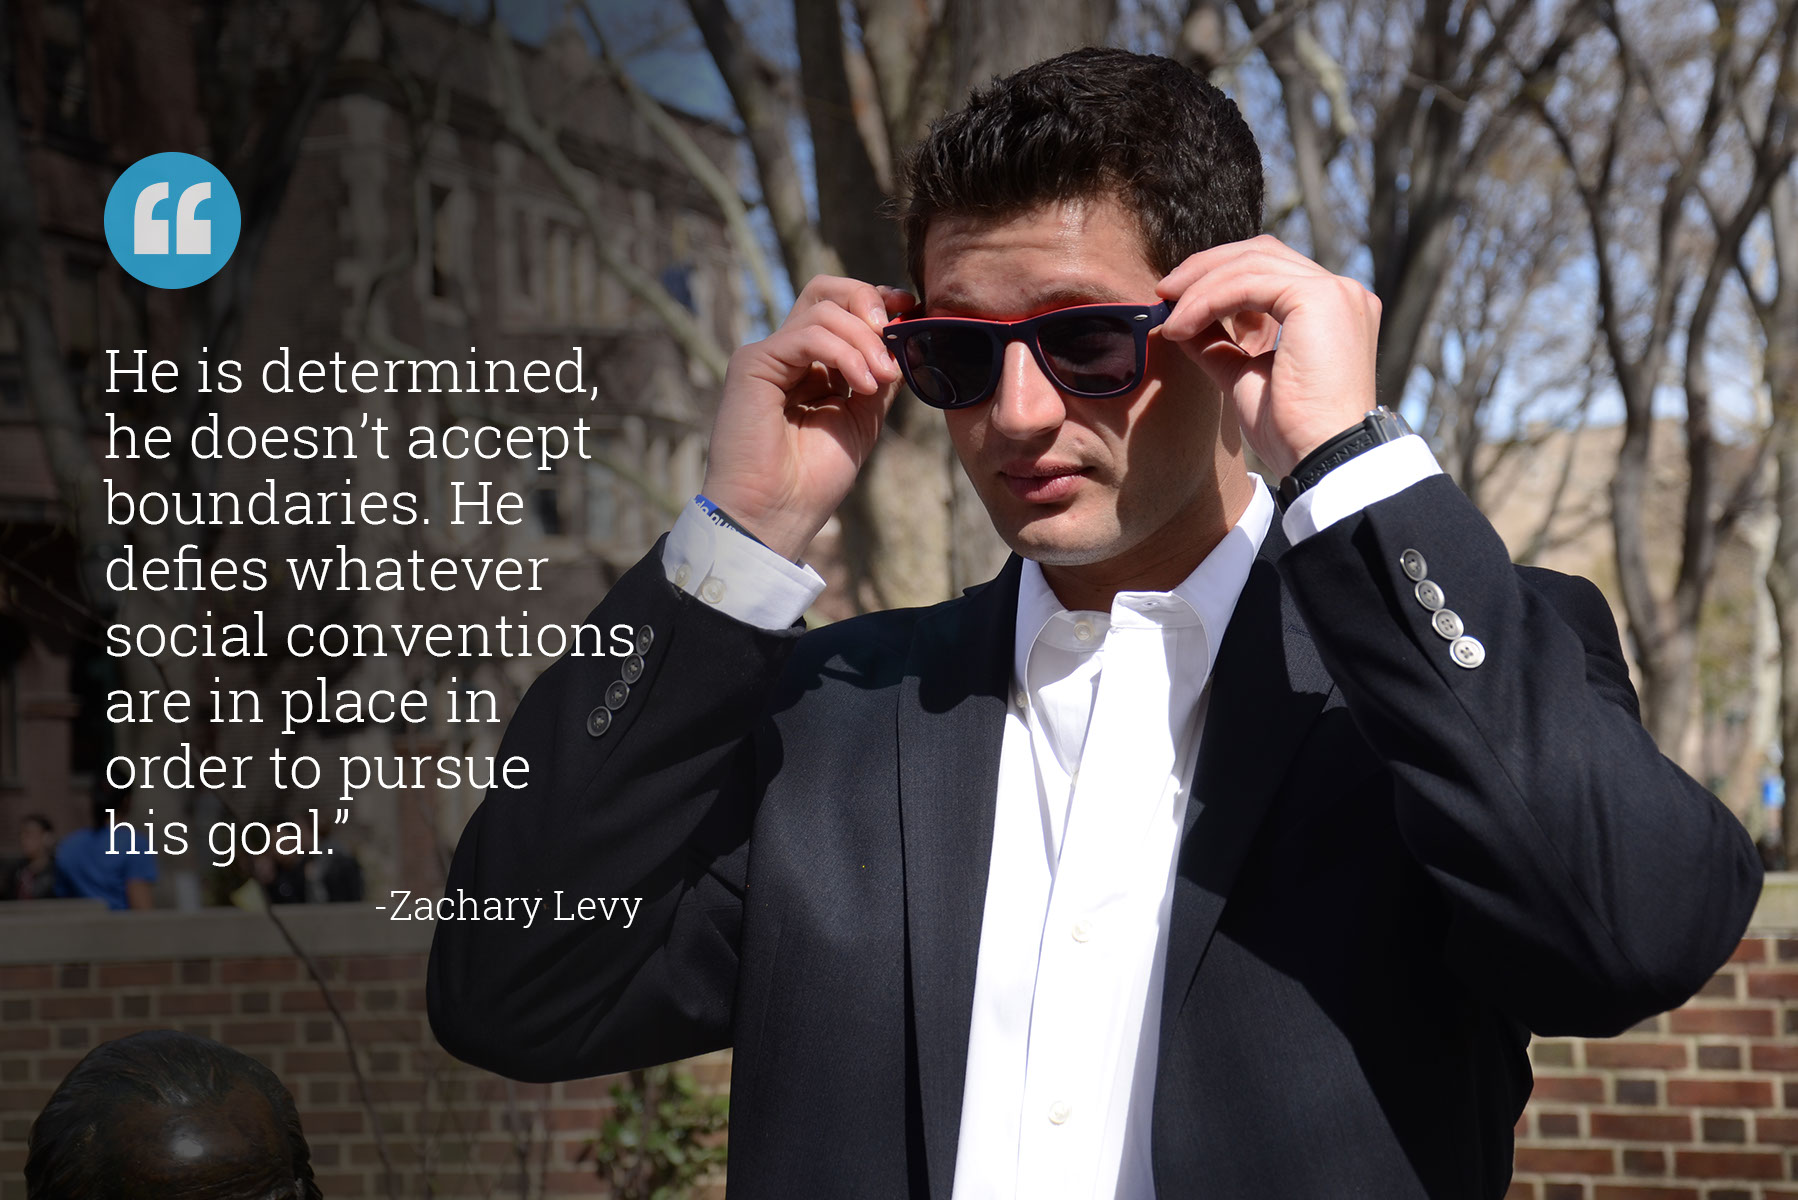 “
He is determined,
he doesn’t accept
boundaries. He
defies whatever
social conventions
are in place in
order to pursue
his goal.”
-Zachary Levy
PANERAI